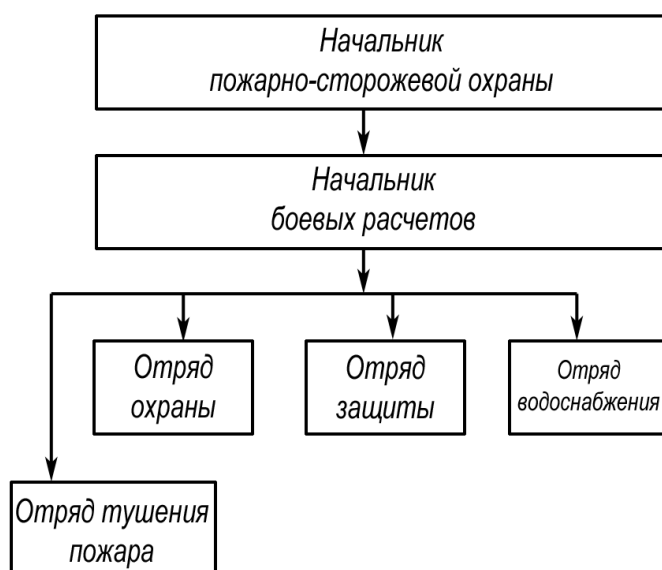 Начальник
пожарно-сторожевой охраны
Начальник
боевых расчетов
Отряд
охраны
Отряд
защиты
Отряд
водоснабжения
Отряд тушения
пожара